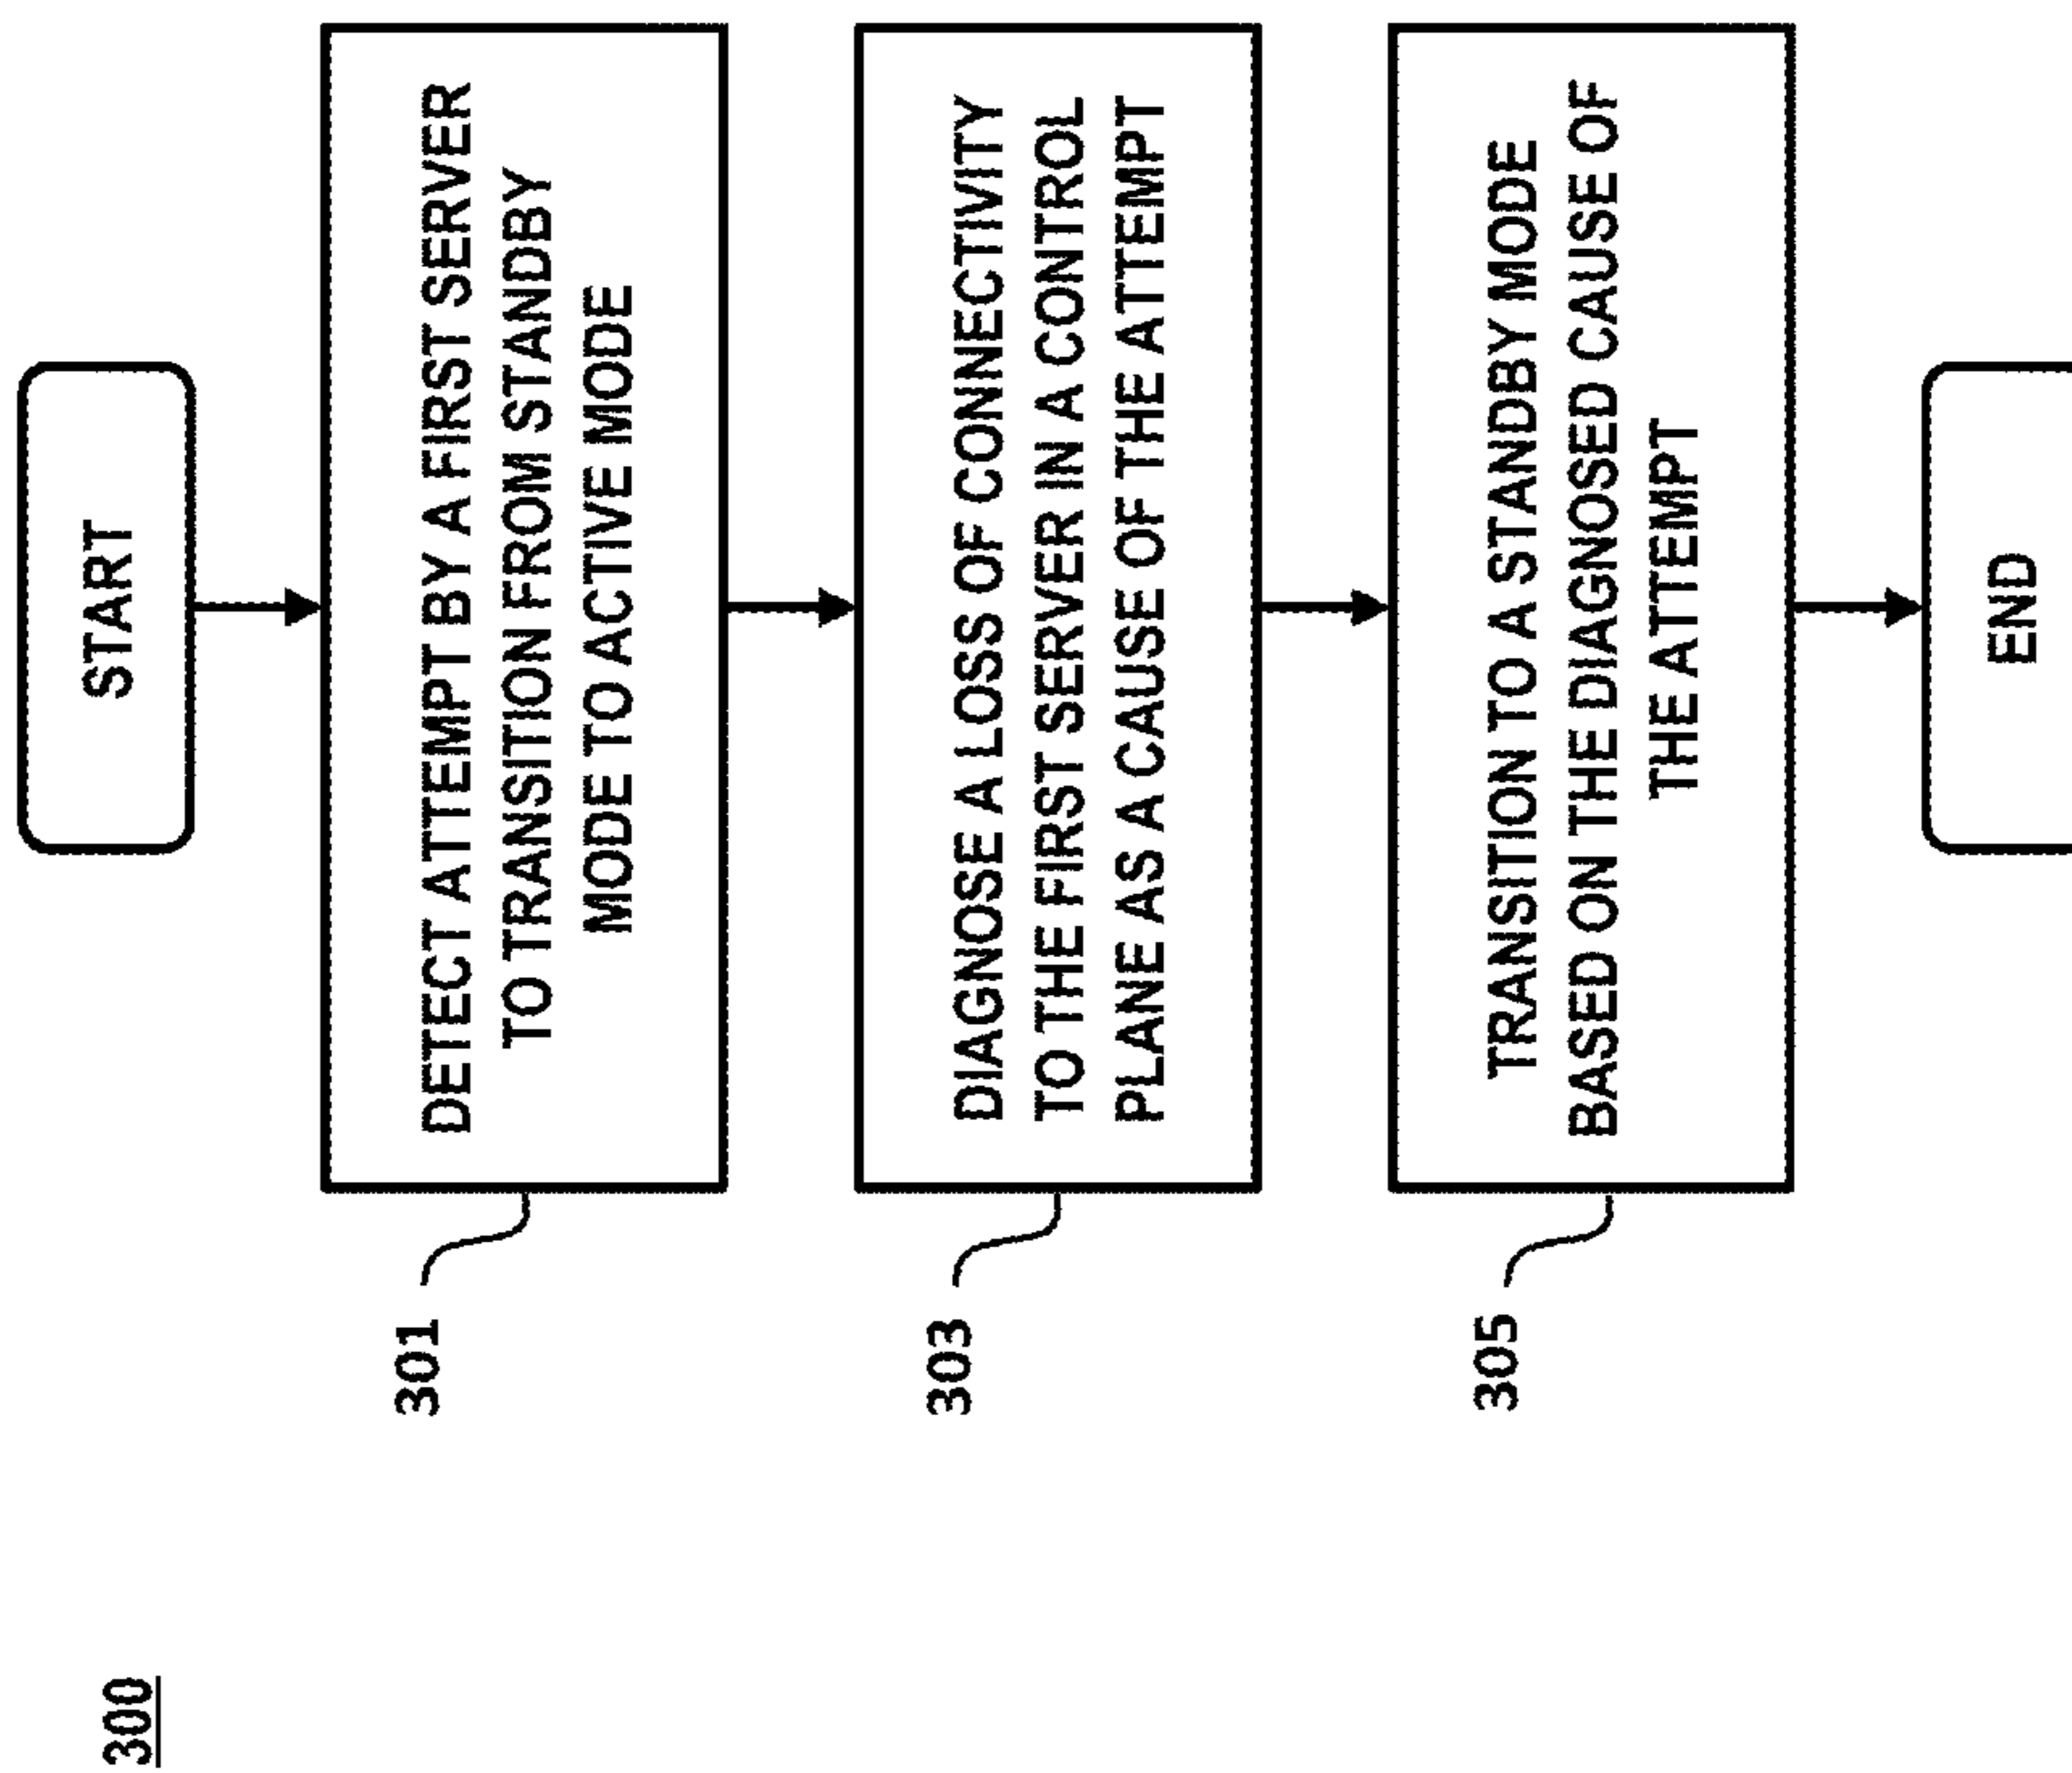 300
START
301
DETECT ATTEMPT BY A FIRST SERVER
TO TRANSITION FROM STANDBY
MODE TO ACTIVE MODE
303
DIAGNOSE A LOSS OF CONNECTIVITY
TO THE FIRST SERVER IN A CONTROL
PLANE AS A CAUSE OF THE ATTEMPT
305
TRANSITION TO A STANDBY MODE
BASED ON THE DIAGNOSED CAUSE OF
THE ATTEMPT
END